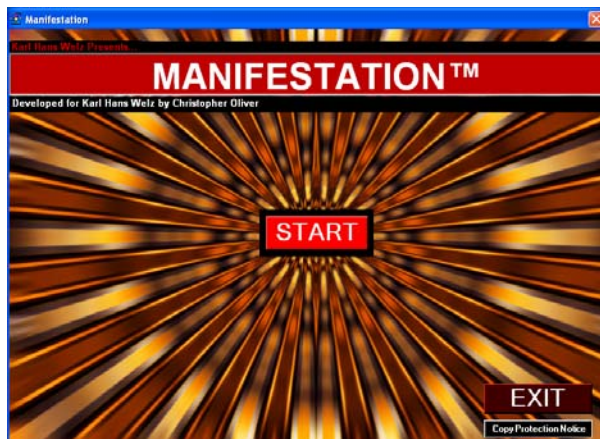 Manifestation
Karl Hans Welz Presents...
MANIFESTATION™
Developed for Karl Hans Welz by Christopher Oliver
START
EXIT
Copy Protection Notice